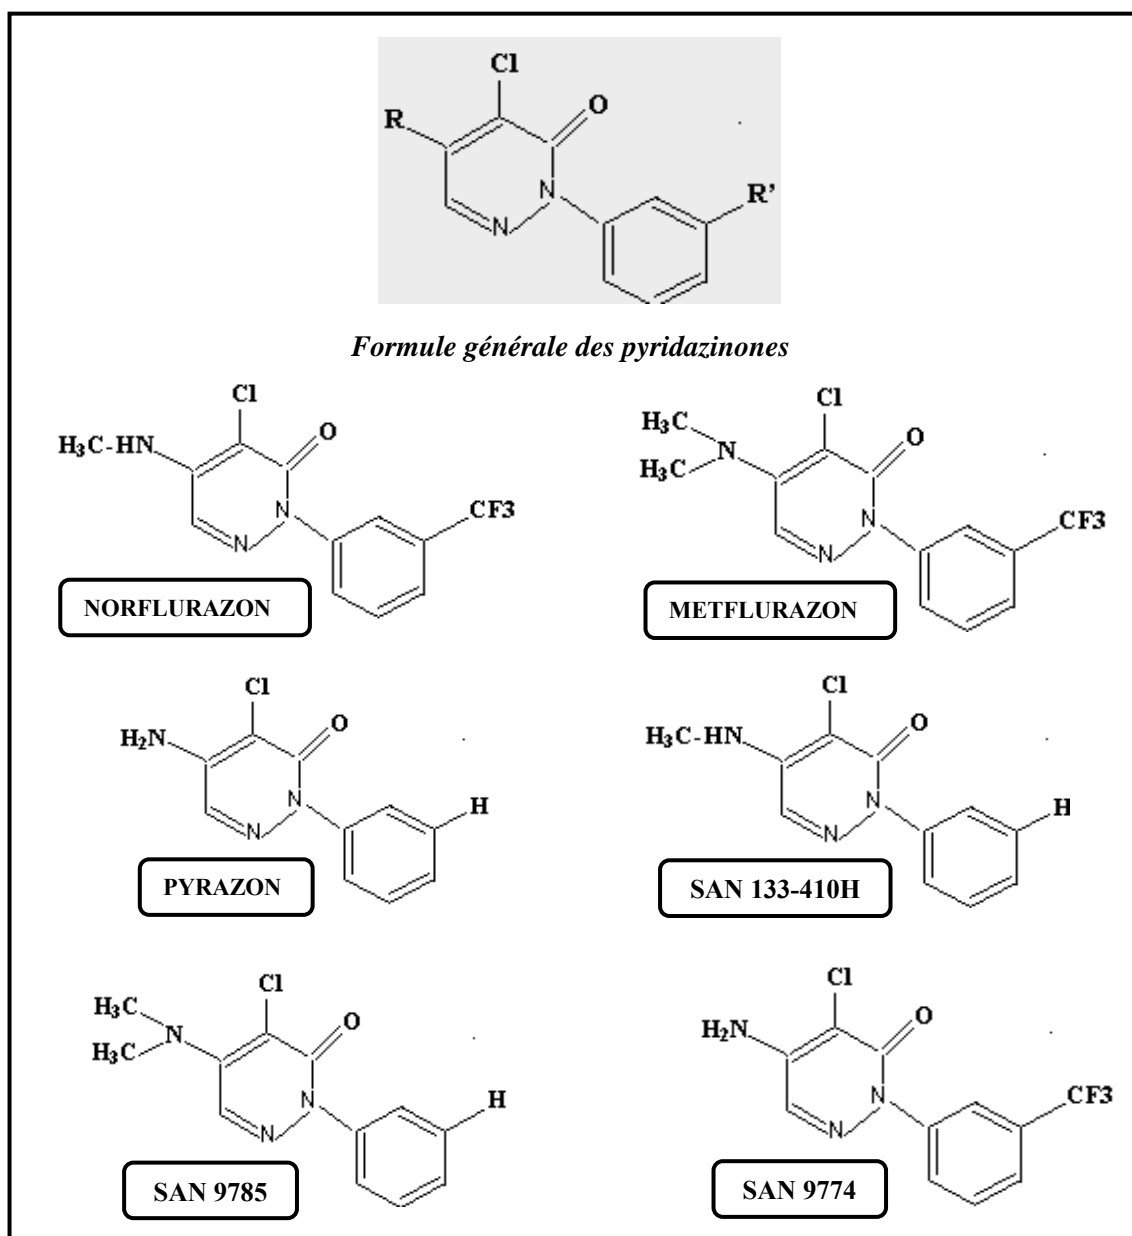 Cl
R
O
N
N
R’
Formule générale des pyridazinones
Cl
H3C-HN
O
N
N
CF3
NORFLURAZON
Cl
H3C
N
H3C
O
N
N
CF3
METFLURAZON
Cl
H2N
O
N
N
H
PYRAZON
Cl
H3C-HN
O
N
N
H
SAN 133-410H
Cl
H3C
N
H3C
O
N
N
H
SAN 9785
Cl
H2N
O
N
N
CF3
SAN 9774